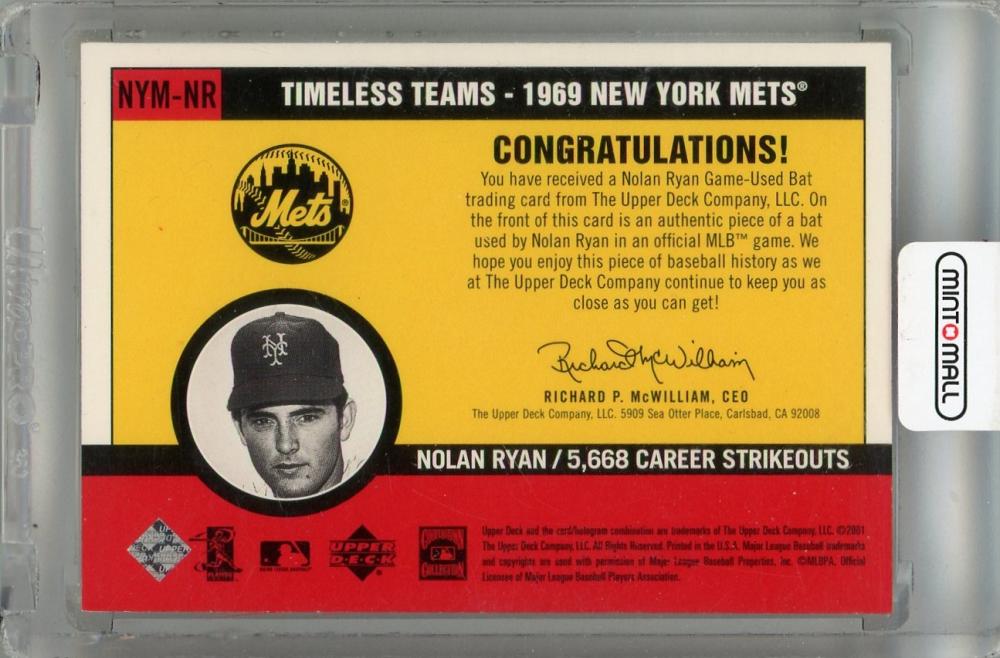 NYM-NR
TIMELESS TEAMS - 1969 NEW YORK METS®
Mets®
CONGRATULATIONS!
You have received a Nolan Ryan Game-Used Bat
trading card from The Upper Deck Company, LLC. On
the front of this card is an authentic piece of a bat
used by Nolan Ryan in an official MLB™ game. We
hope you enjoy this piece of baseball history as we
at The Upper Deck Company continue to keep you as
close as you can get!
Richard P McWilliam
RICHARD P. McWILLIAM, CEO
The Upper Deck Company, LLC. 5909 Sea Otter Place, Carlsbad, CA 92008
NY
NOLAN RYAN / 5,668 CAREER STRIKEOUTS
UPPER
DECK
COOPERSTOWN
COLLECTION
Upper Deck and the card/hologram combination are trademarks of The Upper Deck Company, LLC. ©2001
The Upper Deck Company, LLC. All Rights Reserved. Printed in the U.S.A. Major League Baseball trademarks
and copyrights are used with permission of Major League Baseball Properties, Inc. ©MLBPA, Official
Licensee of Major League Baseball Players Association.
MINTOMALL